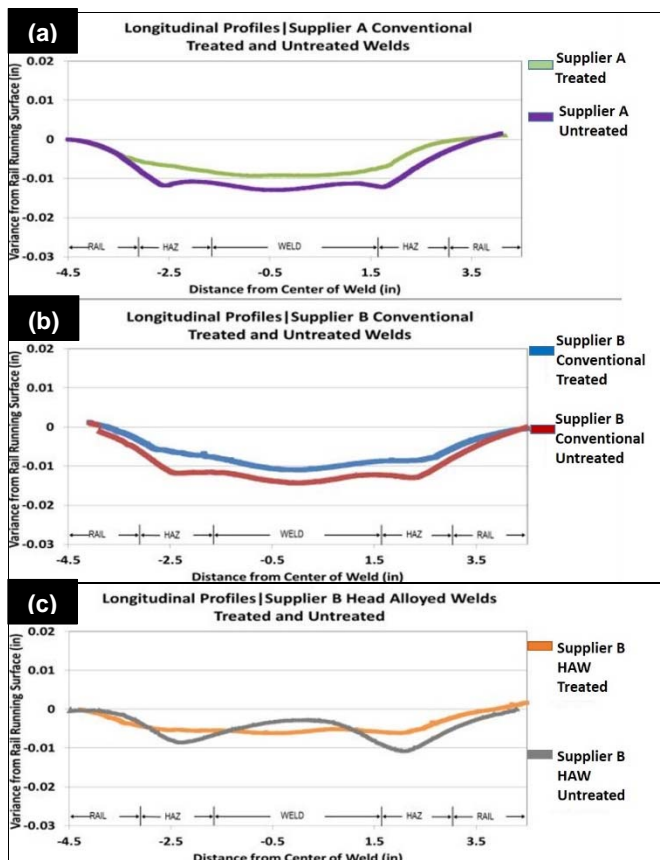 (a)
Longitudinal Profiles|Supplier A Conventional
Treated and Untreated Welds
Variance from Rail Running Surface (in)
0.02
0.01
0
-0.01
-0.02
-0.03
RAIL HAZ WELD HAZ RAIL
-4.5 -2.5 -0.5 1.5 3.5
Distance from Center of Weld (in)
Supplier A
Treated
Supplier A
Untreated
(b)
Longitudinal Profiles|Supplier B Conventional
Treated and Untreated Welds
Variance from Rail Running Surface (in)
0.02
0.01
0
-0.01
-0.02
-0.03
RAIL HAZ WELD HAZ RAIL
-4.5 -2.5 -0.5 1.5 3.5
Distance from Center of Weld (in)
Supplier B
Conventional
Treated
Supplier B
Conventional
Untreated
(c)
Longitudinal Profiles|Supplier B Head Alloyed Welds
Treated and Untreated
Variance from Rail Running Surface (in)
0.02
0.01
0
-0.01
-0.02
-0.03
RAIL HAZ WELD HAZ RAIL
-4.5 -2.5 -0.5 1.5 3.5
Distance from Center of Weld (in)
Supplier B
HAW
Treated
Supplier B
HAW
Untreated